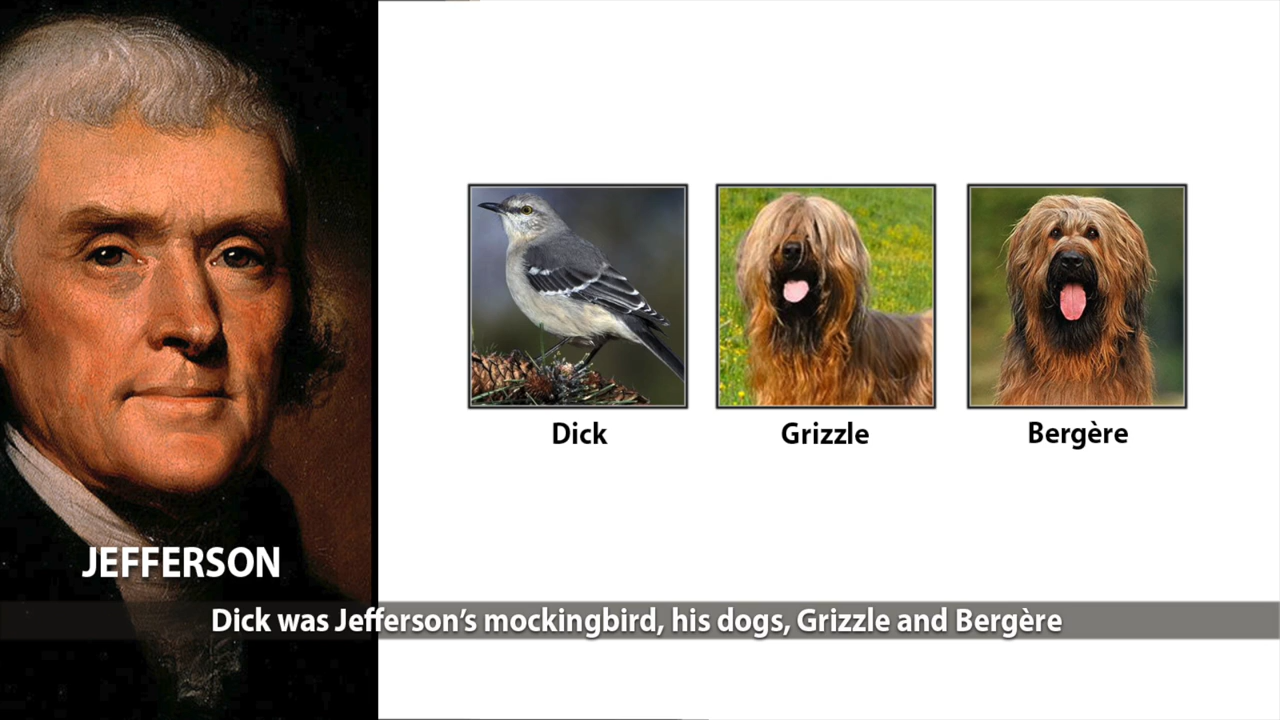 Dick
Grizzle
Bergère
JEFFERSON
Dick was Jefferson's mockingbird, his dogs, Grizzle and Bergère